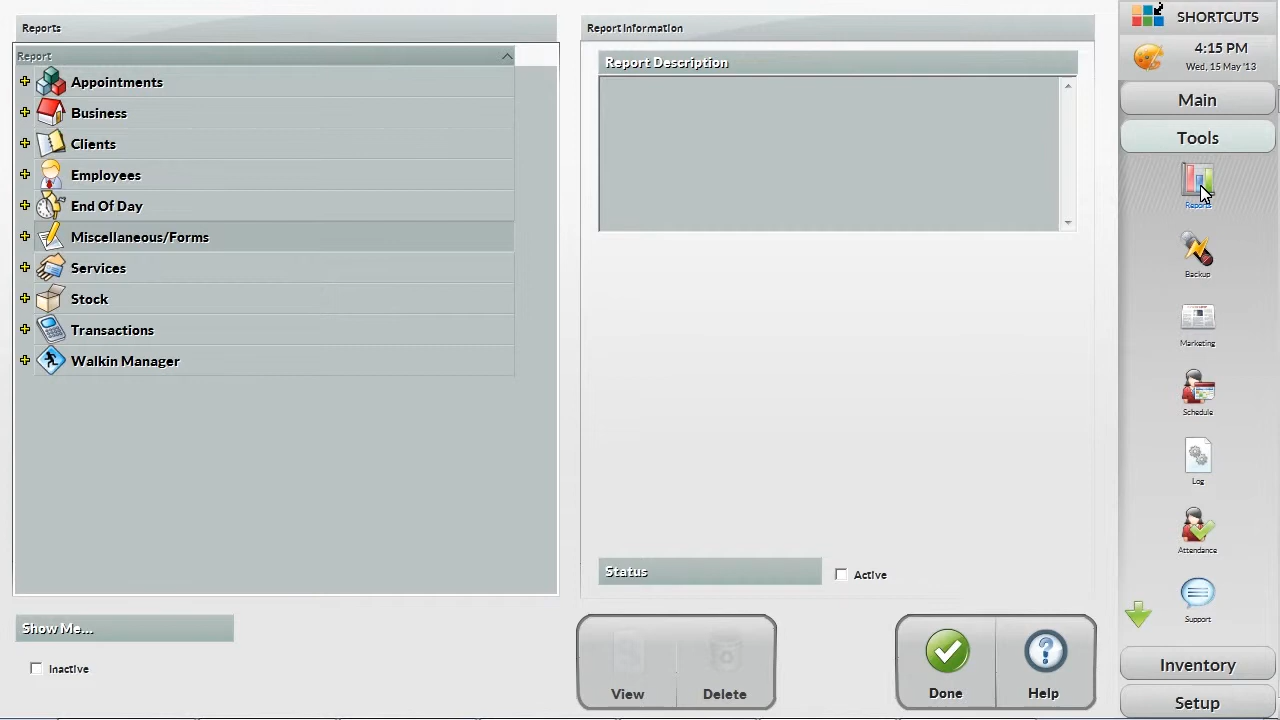 Reports
Report
Appointments
Business
Clients
Employees
End Of Day
Miscellaneous/Forms
Services
Stock
Transactions
Walkin Manager
Show Me...
Inactive
Report Information
Report Description
Status
Active
View
Delete
Done
Help
SHORTCUTS
4:15 PM
Wed, 15 May '13
Main
Tools
Reports
Backup
Marketing
Schedule
Log
Attendance
Support
Inventory
Setup